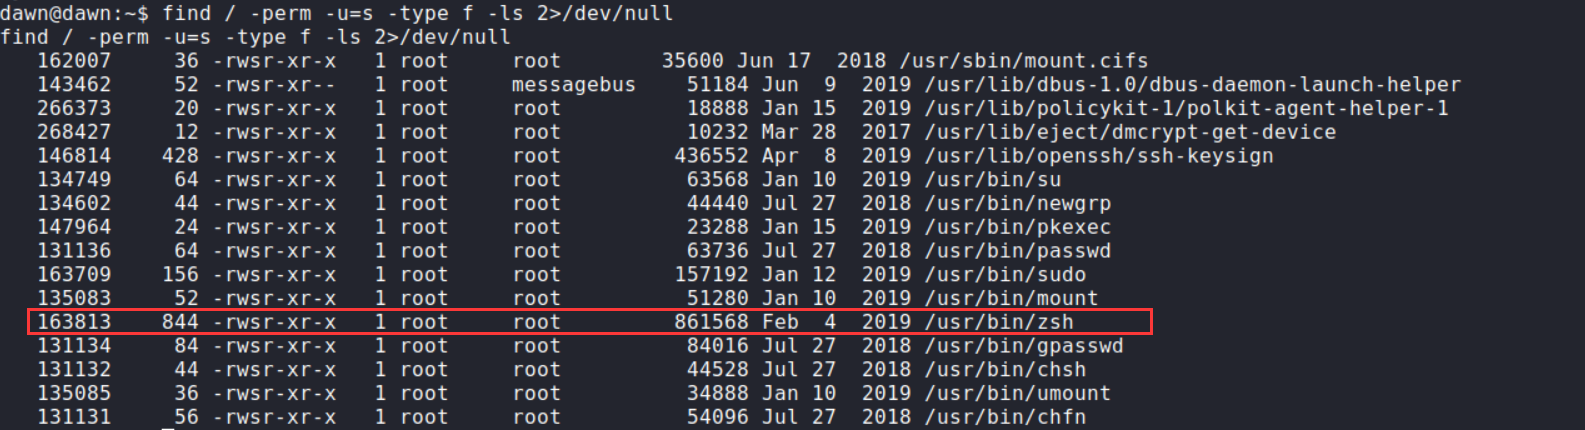 dawn@dawn:~$ find / -perm -u=s -type f -ls 2>/dev/null
find / -perm -u=s -type f -ls 2>/dev/null
   162007     36 -rwsr-xr-x   1 root     root        35600 Jun 17  2018 /usr/sbin/mount.cifs
   143462     52 -rwsr-xr--   1 root     messagebus    51184 Jun  9  2019 /usr/lib/dbus-1.0/dbus-daemon-launch-helper
   266373     20 -rwsr-xr-x   1 root     root          18888 Jan 15  2019 /usr/lib/policykit-1/polkit-agent-helper-1
   268427     12 -rwsr-xr-x   1 root     root          10232 Mar 28  2017 /usr/lib/eject/dmcrypt-get-device
   146814    428 -rwsr-xr-x   1 root     root         436552 Apr  8  2019 /usr/lib/openssh/ssh-keysign
   134749     64 -rwsr-xr-x   1 root     root          63568 Jan 10  2019 /usr/bin/su
   134602     44 -rwsr-xr-x   1 root     root          44440 Jul 27  2018 /usr/bin/newgrp
   147964     24 -rwsr-xr-x   1 root     root          23288 Jan 15  2019 /usr/bin/pkexec
   131136     64 -rwsr-xr-x   1 root     root          63736 Jul 27  2018 /usr/bin/passwd
   163709    156 -rwsr-xr-x   1 root     root         157192 Jan 12  2019 /usr/bin/sudo
   135083     52 -rwsr-xr-x   1 root     root          51280 Jan 10  2019 /usr/bin/mount
   163813    844 -rwsr-xr-x   1 root     root         861568 Feb  4  2019 /usr/bin/zsh
   131134     84 -rwsr-xr-x   1 root     root          84016 Jul 27  2018 /usr/bin/gpasswd
   131132     44 -rwsr-xr-x   1 root     root          44528 Jul 27  2018 /usr/bin/chsh
   135085     36 -rwsr-xr-x   1 root     root          34888 Jan 10  2019 /usr/bin/umount
   131131     56 -rwsr-xr-x   1 root     root          54096 Jul 27  2018 /usr/bin/chfn